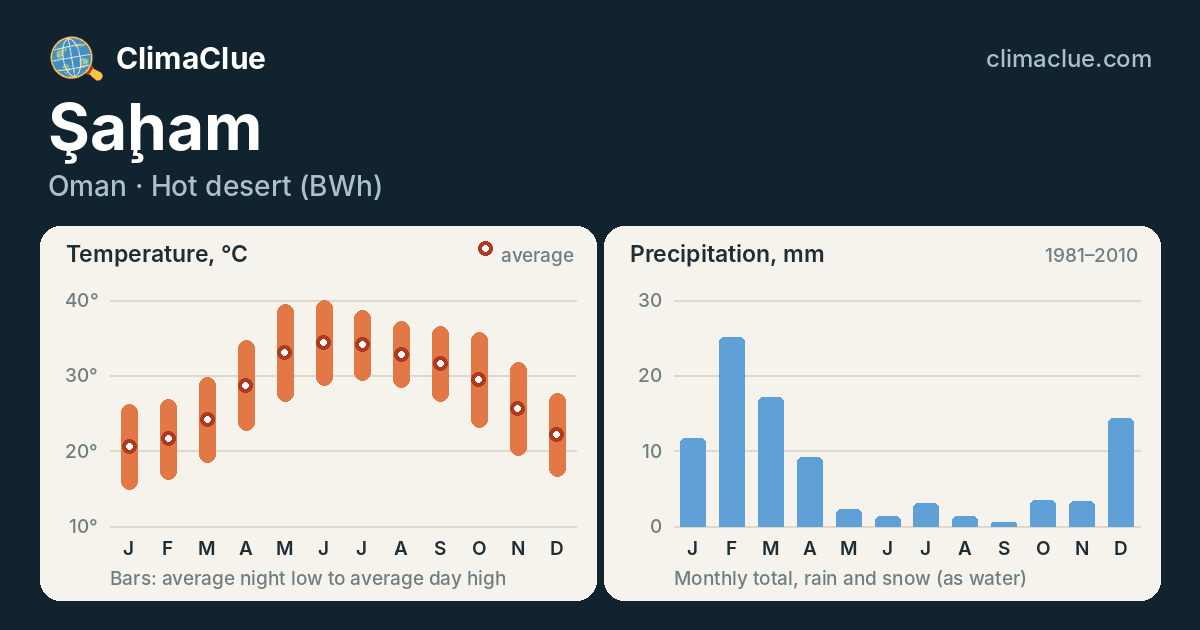 ClimaClue
climaclue.com
Şaḩam
Oman · Hot desert (BWh)
Temperature, °C
average
40°
30°
20°
10°
J F M A M J J A S O N D
Bars: average night low to average day high
Precipitation, mm
1981–2010
30
20
10
0
J F M A M J J A S O N D
Monthly total, rain and snow (as water)